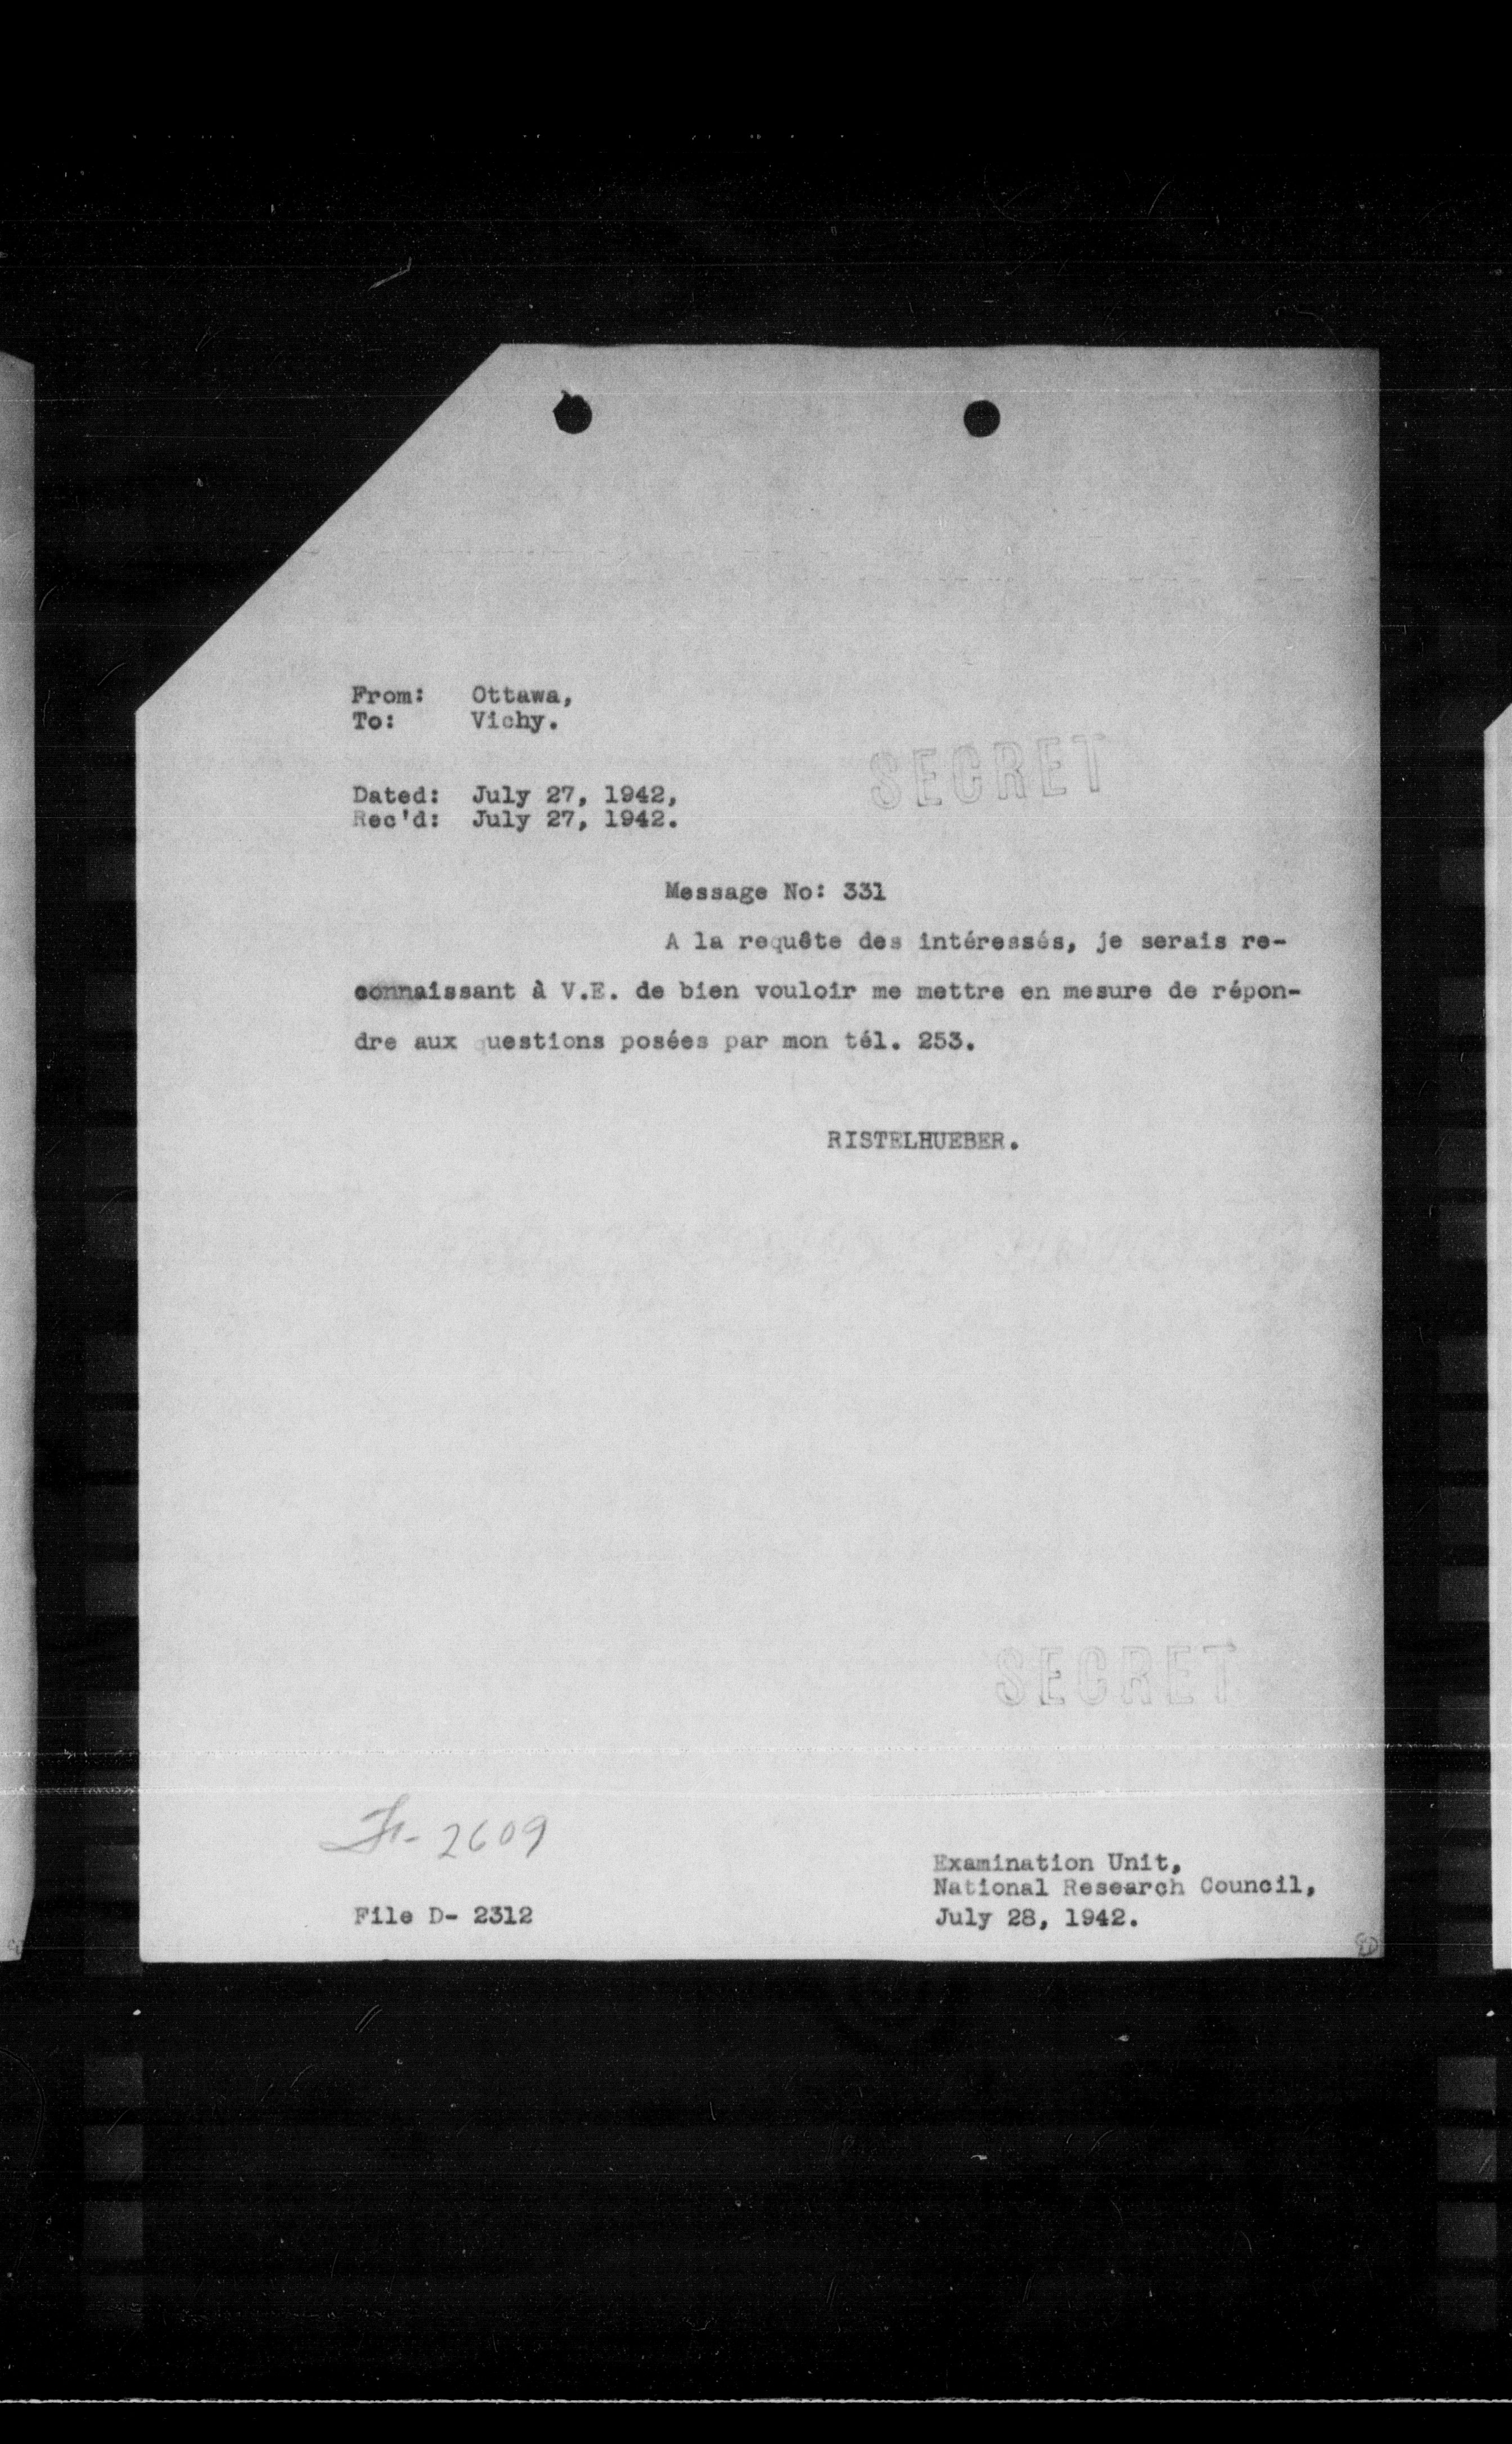 From: Ottawa,
To: Vichy.
SECRET
Dated: July 27, 1942,
Rec'd: July 27, 1942.
Message No: 331
A la requête des intéressés, je serais re-
connaissant à V.E. de bien vouloir me mettre en mesure de répon-
dre aux questions posées par mon tél. 253.
RISTELHUEBER.
SECRET
2609
Examination Unit,
National Research Council,
File D- 2312
July 28, 1942.